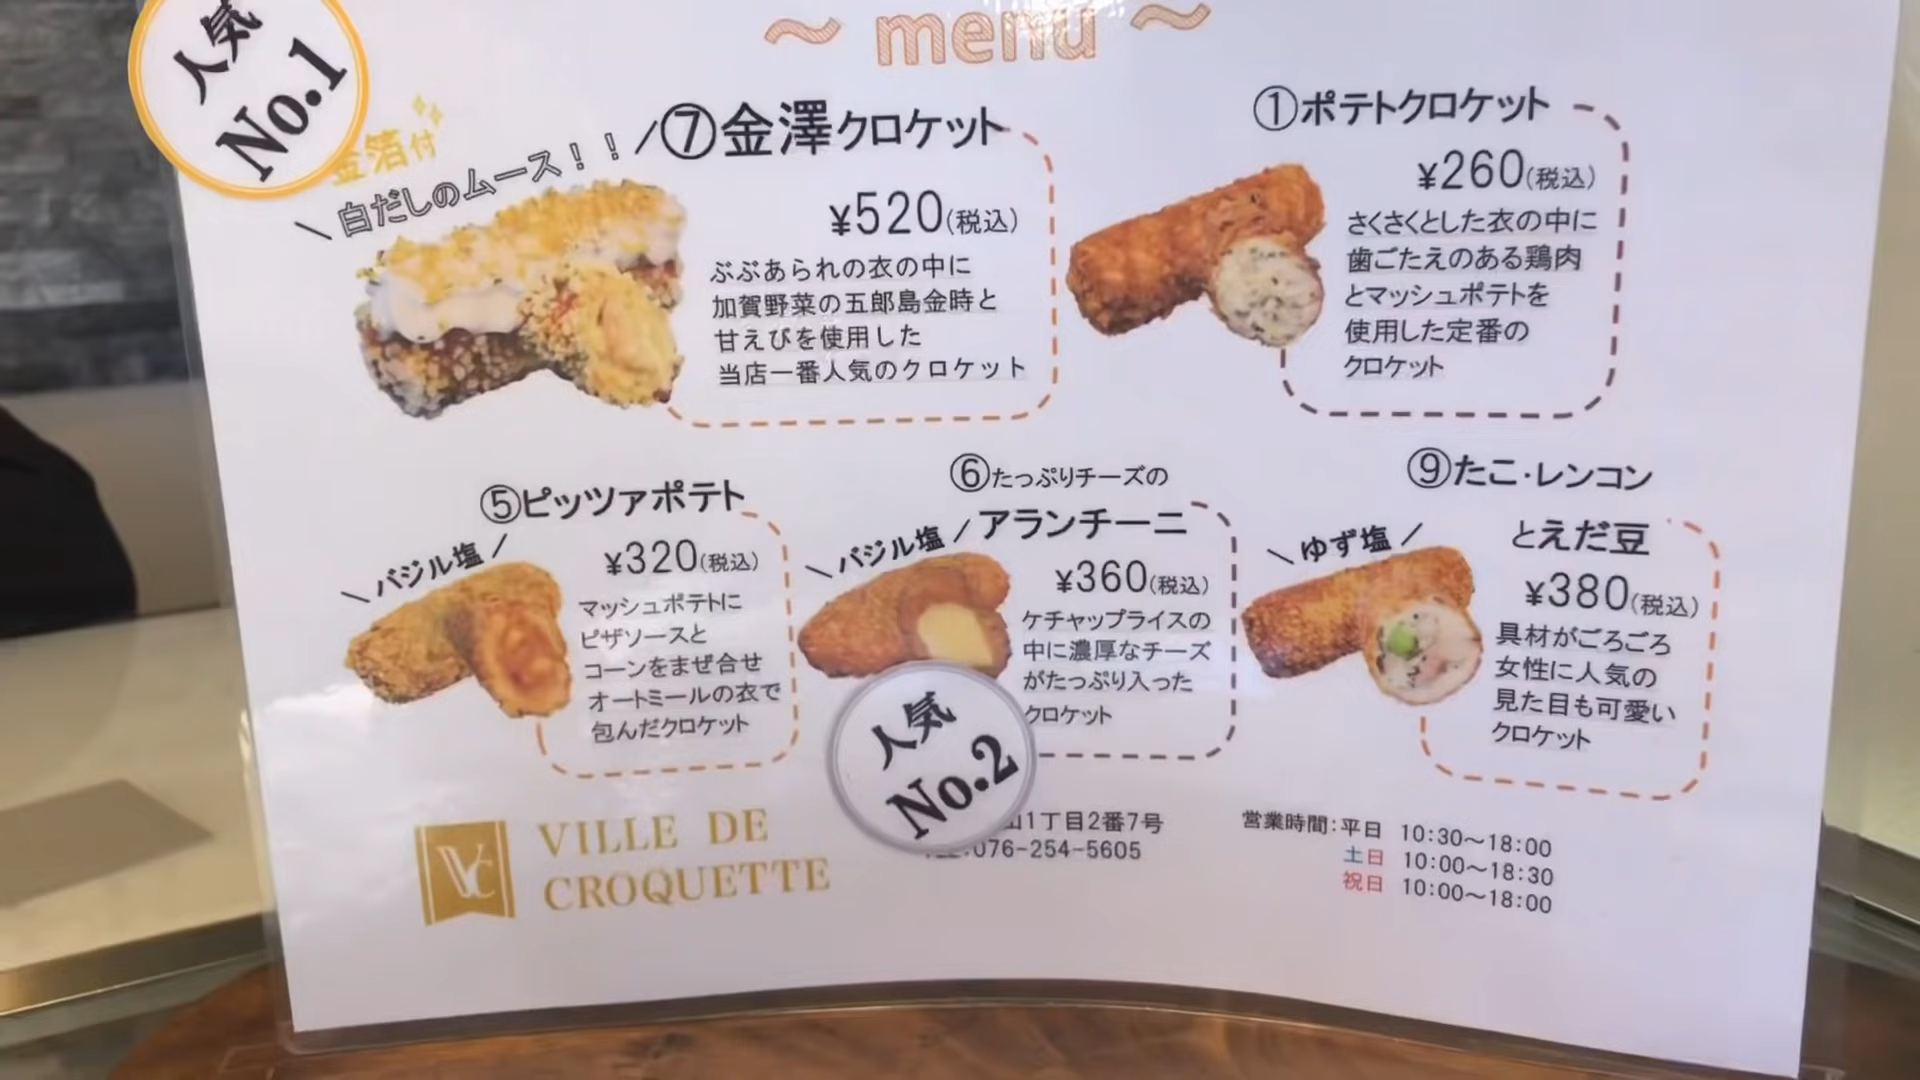 ~ menu ~
人気
No.1
金箔付
\ 白だしのムース!! /
⑦金澤クロケット
¥520(税込)
ぶぶあられの衣の中に
加賀野菜の五郎島金時と
甘えびを使用した
当店一番人気のクロケット
①ポテトクロケット
¥260(税込)
さくさくとした衣の中に
歯ごたえのある鶏肉
とマッシュポテトを
使用した定番の
クロケット
⑤ピッツァポテト
\ バジル塩 /
¥320(税込)
マッシュポテトに
ピザソースと
コーンをまぜ合せ
オートミールの衣で
包んだクロケット
⑥たっぷりチーズの
アランチーニ
\ バジル塩 /
¥360(税込)
ケチャップライスの
中に濃厚なチーズ
がたっぷり入った
クロケット
人気
No.2
⑨たこ・レンコン
とえだ豆
\ ゆず塩 /
¥380(税込)
具材がごろごろ
女性に人気の
見た目も可愛い
クロケット
VC
VILLE DE
CROQUETTE
山1丁目2番7号
076-254-5605
営業時間:平日 10:30~18:00
土日 10:00~18:30
祝日 10:00~18:00